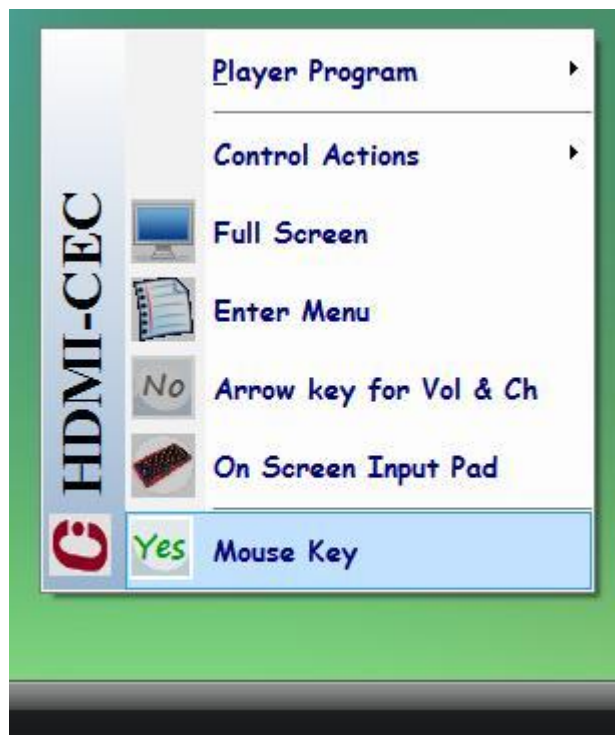 HDMI-CEC
Player Program
Control Actions
Full Screen
Enter Menu
No Arrow key for Vol & Ch
On Screen Input Pad
Yes Mouse Key